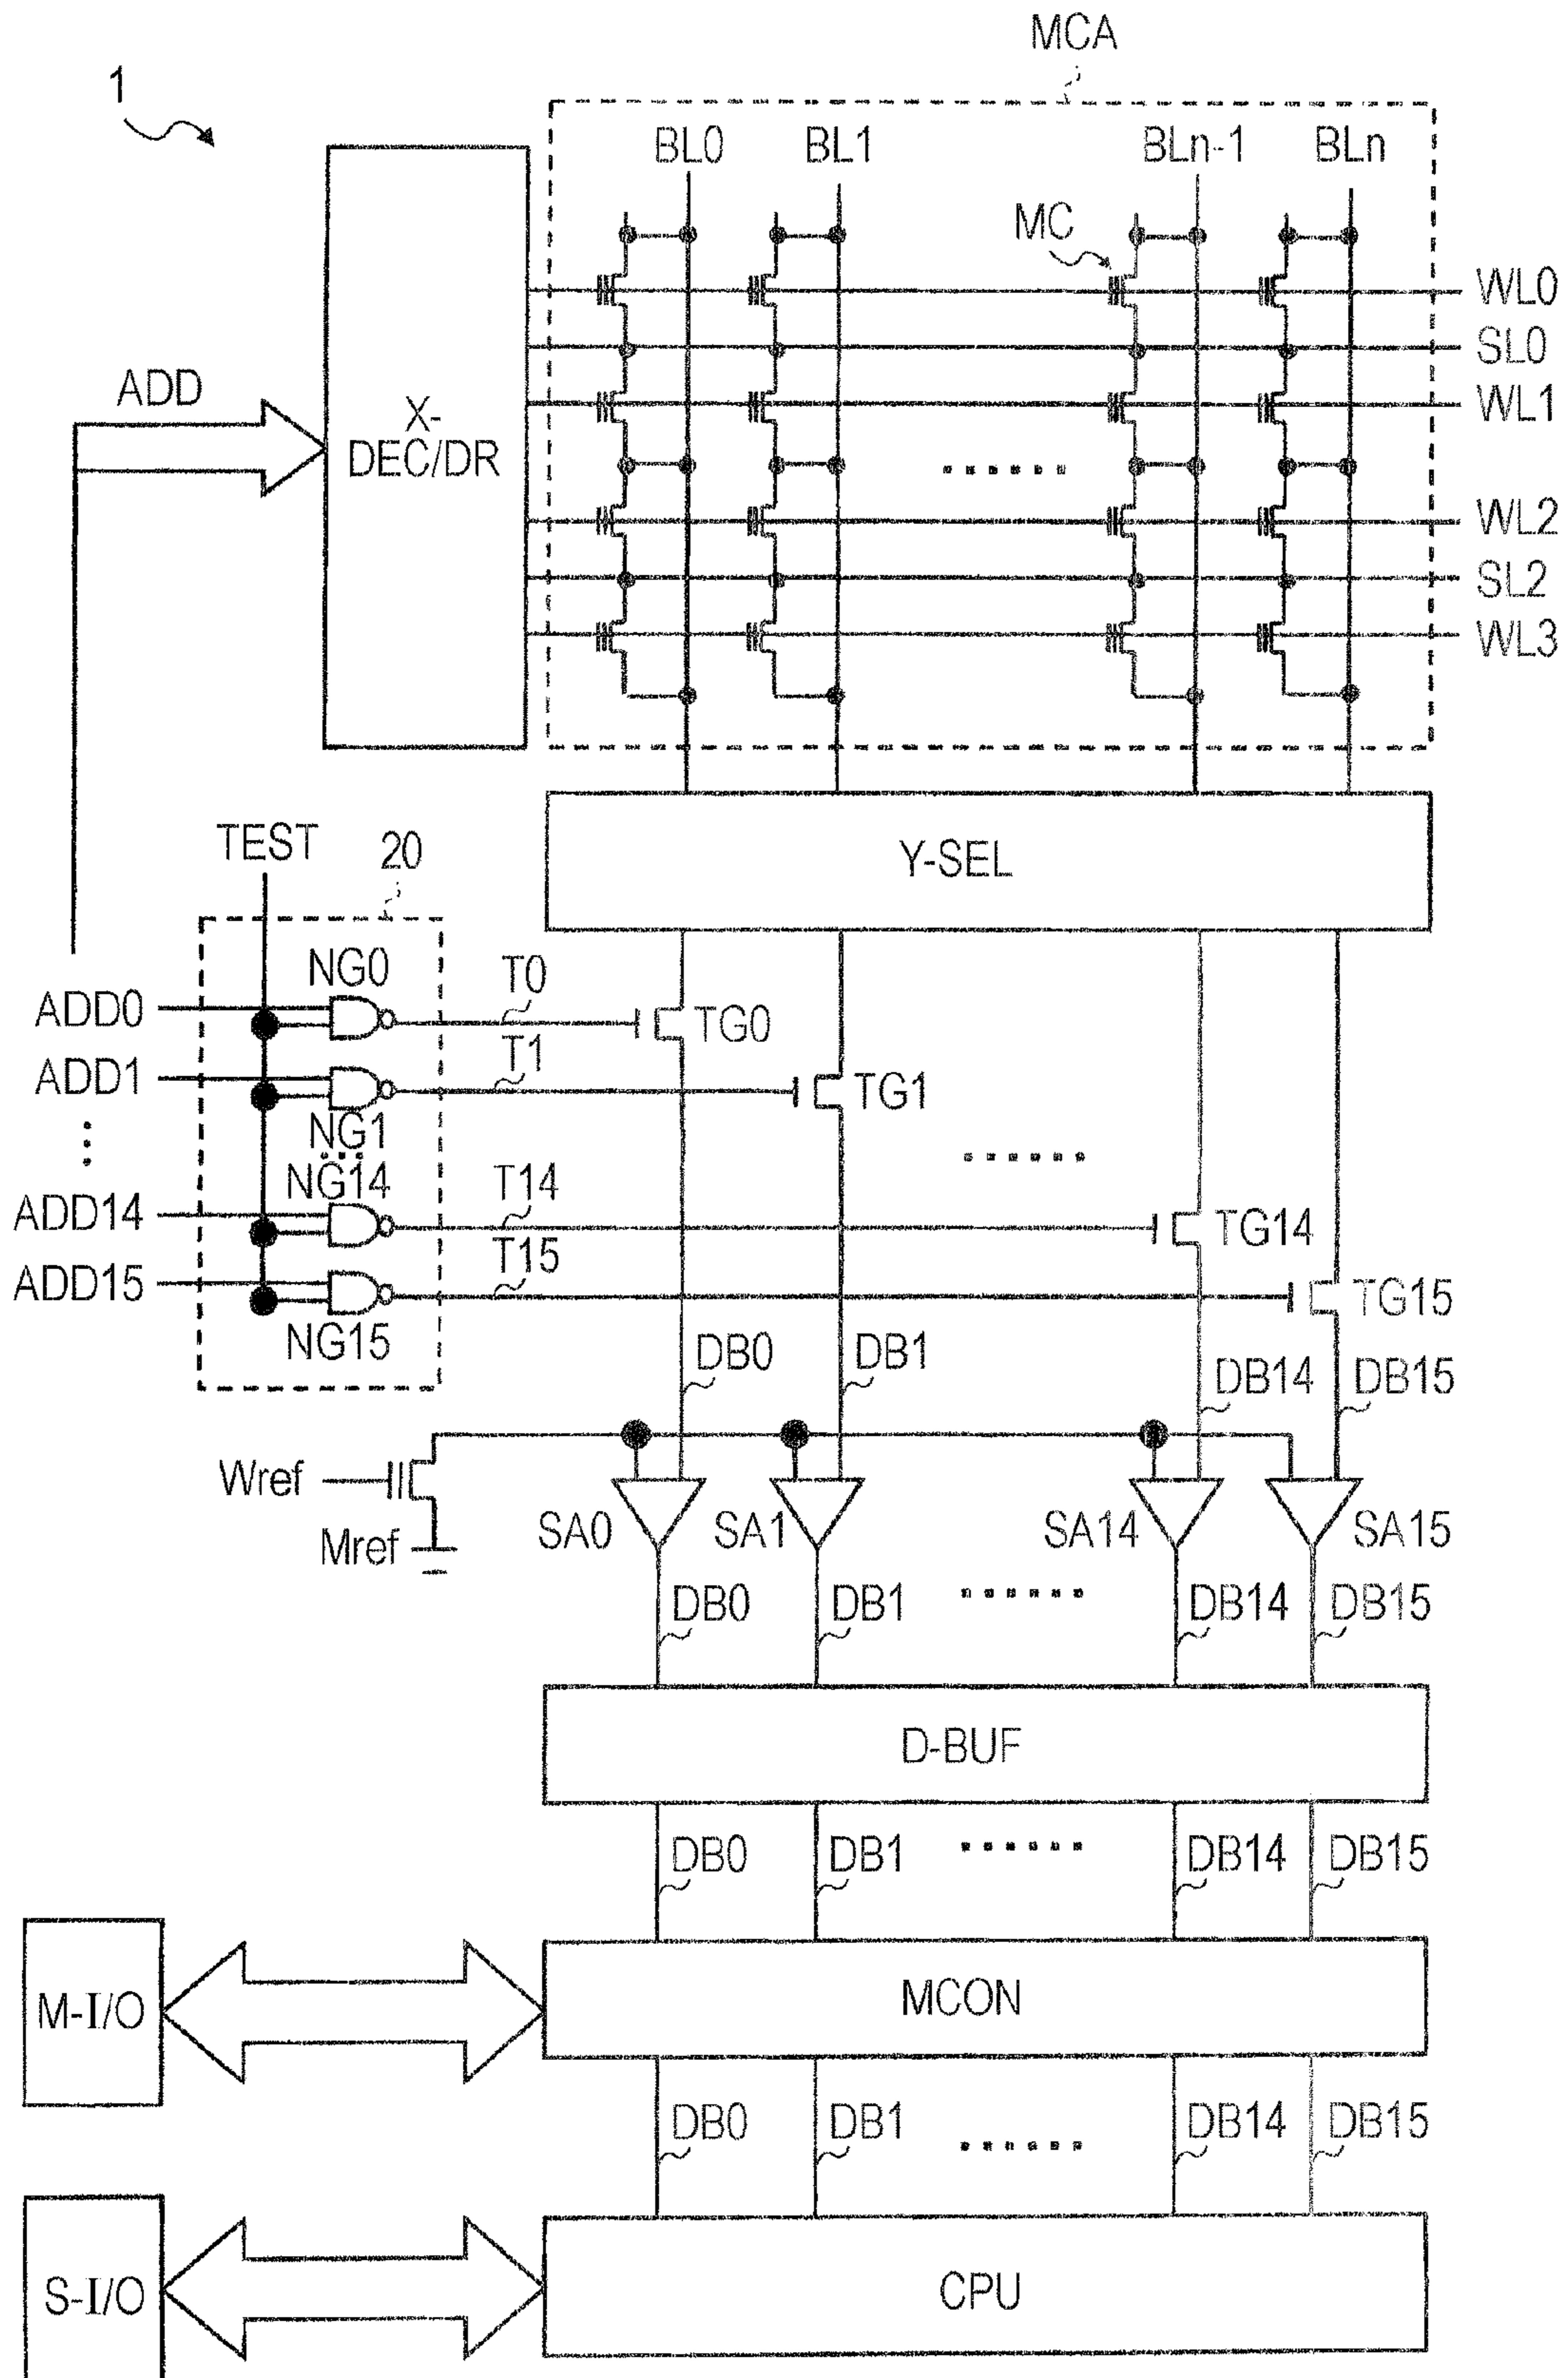 MCA
1
BL0 BL1 BLn-1 BLn
MC
WL0
SL0
ADD
X-
DEC/DR
WL1
WL2
SL2
WL3
TEST
20
Y-SEL
NG0
T0
ADD0
TG0
T1
ADD1
TG1
NG1
NG14
T14
ADD14
TG14
T15
ADD15
TG15
NG15
DB0 DB1 DB14 DB15
Wref
Mref
SA0 SA1 SA14 SA15
DB0 DB1 DB14 DB15
D-BUF
DB0 DB1 DB14 DB15
M-I/O
MCON
DB0 DB1 DB14 DB15
S-I/O
CPU